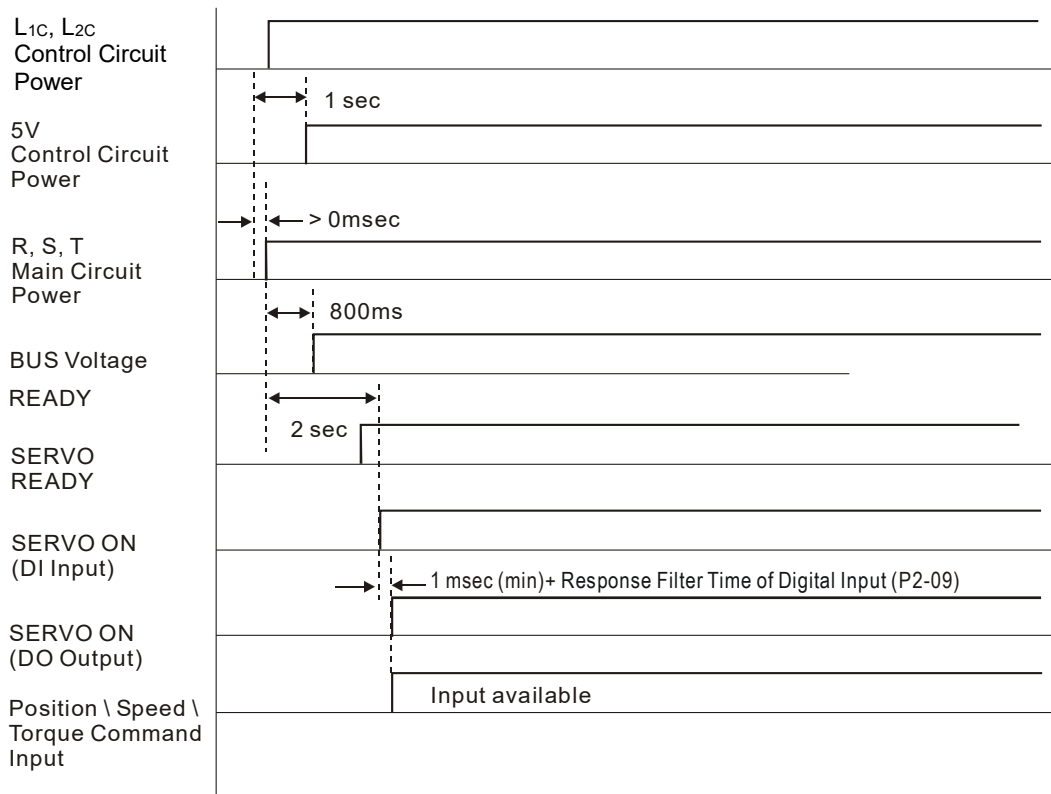 L1C, L2C
Control Circuit
Power
1 sec
5V
Control Circuit
Power
> 0msec
R, S, T
Main Circuit
Power
800ms
BUS Voltage
READY
2 sec
SERVO
READY
SERVO ON
(DI Input)
1 msec (min)+ Response Filter Time of Digital Input (P2-09)
SERVO ON
(DO Output)
Input available
Position \ Speed \
Torque Command
Input